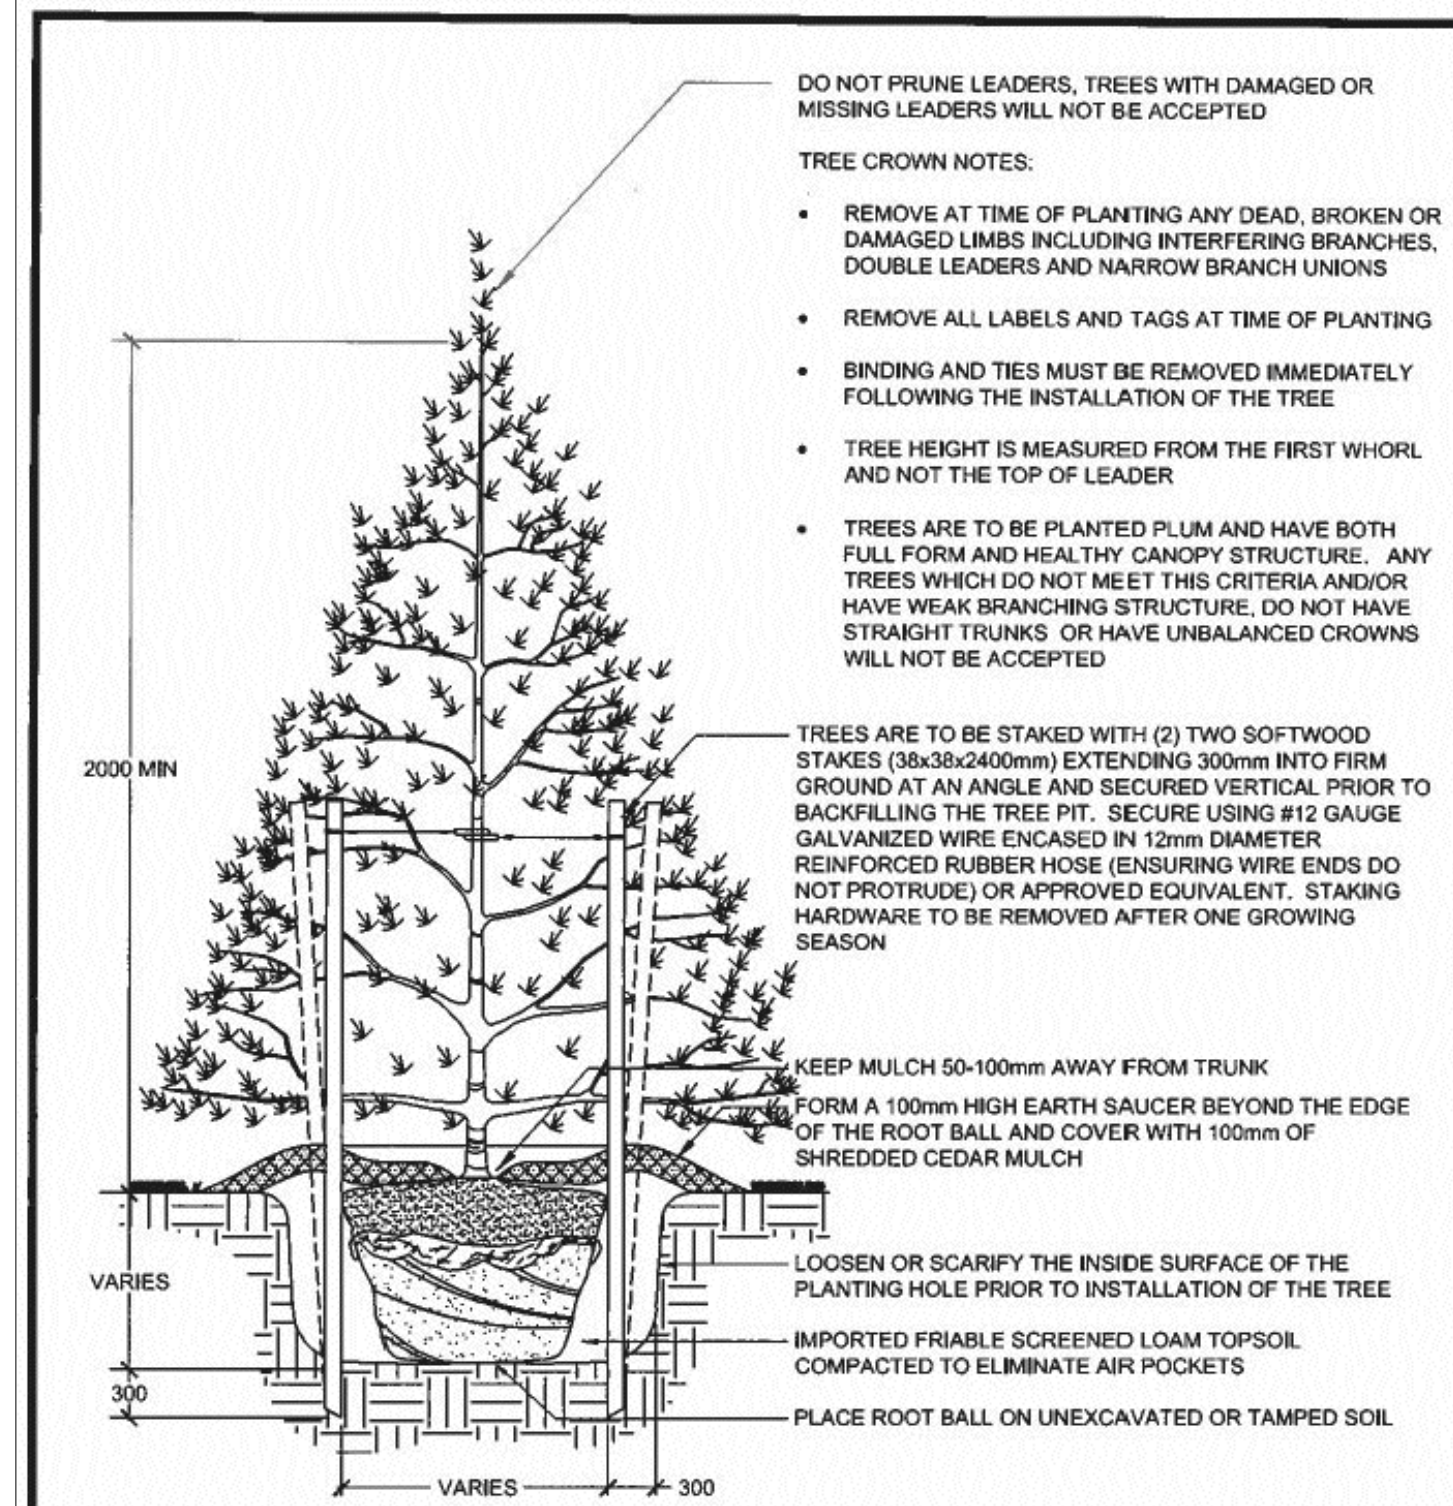 DO NOT PRUNE LEADERS, TREES WITH DAMAGED OR
MISSING LEADERS WILL NOT BE ACCEPTED
TREE CROWN NOTES:
• REMOVE AT TIME OF PLANTING ANY DEAD, BROKEN OR
DAMAGED LIMBS INCLUDING INTERFERING BRANCHES,
DOUBLE LEADERS AND NARROW BRANCH UNIONS
• REMOVE ALL LABELS AND TAGS AT TIME OF PLANTING
• BINDING AND TIES MUST BE REMOVED IMMEDIATELY
FOLLOWING THE INSTALLATION OF THE TREE
• TREE HEIGHT IS MEASURED FROM THE FIRST WHORL
AND NOT THE TOP OF LEADER
• TREES ARE TO BE PLANTED PLUM AND HAVE BOTH
FULL FORM AND HEALTHY CANOPY STRUCTURE. ANY
TREES WHICH DO NOT MEET THIS CRITERIA AND/OR
HAVE WEAK BRANCHING STRUCTURE, DO NOT HAVE
STRAIGHT TRUNKS OR HAVE UNBALANCED CROWNS
WILL NOT BE ACCEPTED
TREES ARE TO BE STAKED WITH (2) TWO SOFTWOOD
STAKES (38x38x2400mm) EXTENDING 300mm INTO FIRM
GROUND AT AN ANGLE AND SECURED VERTICAL PRIOR TO
BACKFILLING THE TREE PIT. SECURE USING #12 GAUGE
GALVANIZED WIRE ENCASED IN 12mm DIAMETER
REINFORCED RUBBER HOSE (ENSURING WIRE ENDS DO
NOT PROTRUDE) OR APPROVED EQUIVALENT. STAKING
HARDWARE TO BE REMOVED AFTER ONE GROWING
SEASON
2000 MIN
KEEP MULCH 50-100mm AWAY FROM TRUNK
FORM A 100mm HIGH EARTH SAUCER BEYOND THE EDGE
OF THE ROOT BALL AND COVER WITH 100mm OF
SHREDDED CEDAR MULCH
LOOSEN OR SCARIFY THE INSIDE SURFACE OF THE
PLANTING HOLE PRIOR TO INSTALLATION OF THE TREE
VARIES
IMPORTED FRIABLE SCREENED LOAM TOPSOIL
COMPACTED TO ELIMINATE AIR POCKETS
300
PLACE ROOT BALL ON UNEXCAVATED OR TAMPED SOIL
VARIES
300